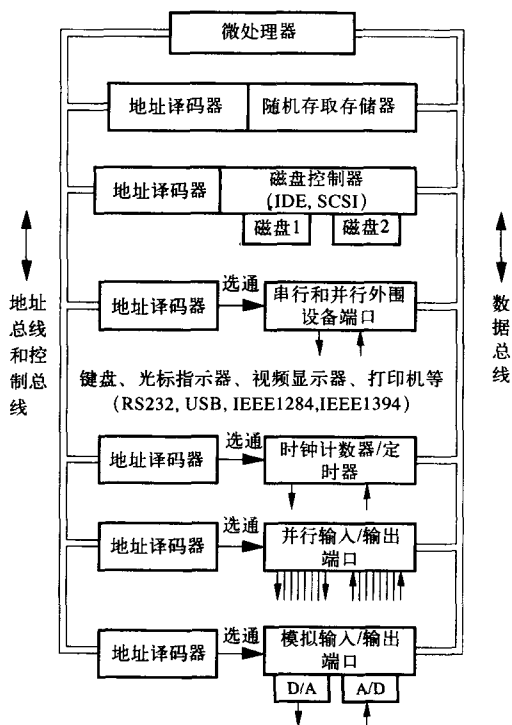 微处理器
地址译码器
随机存取存储器
地址译码器
磁盘控制器
(IDE, SCSI)
磁盘1
磁盘2
地址
总线
和控
制总
线
数
据
总
线
地址译码器
选通
串行和并行外围
设备端口
键盘、光标指示器、视频显示器、打印机等
(RS232, USB, IEEE1284,IEEE1394)
地址译码器
选通
时钟计数器/定
时器
地址译码器
选通
并行输入/输出
端口
地址译码器
选通
模拟输入/输出
端口
D/A
A/D